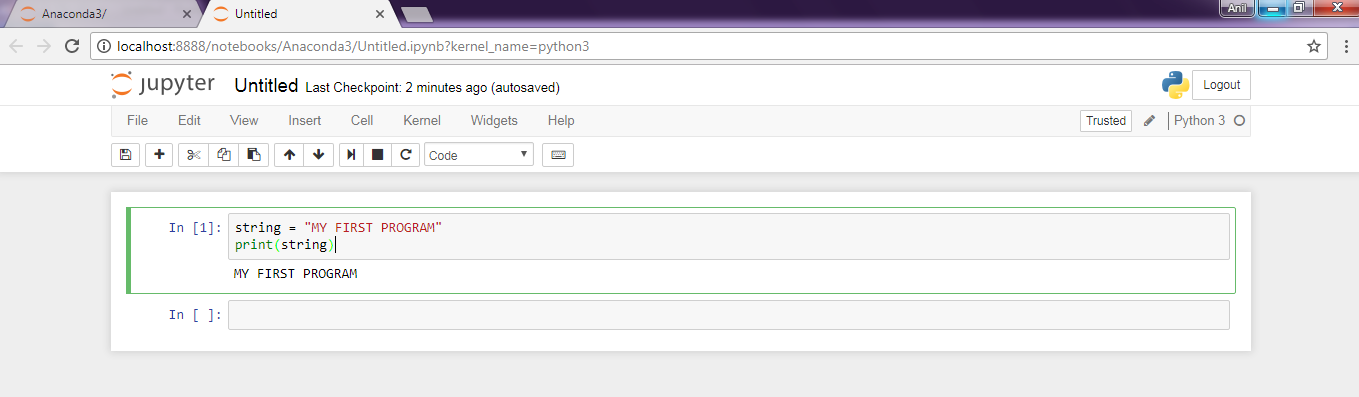 Anaconda3/ Untitled Anil
localhost:8888/notebooks/Anaconda3/Untitled.ipynb?kernel_name=python3
jupyter Untitled Last Checkpoint: 2 minutes ago (autosaved) Logout
File Edit View Insert Cell Kernel Widgets Help Trusted Python 3
Code
In [1]: string = "MY FIRST PROGRAM"
print(string)
MY FIRST PROGRAM
In [ ]: